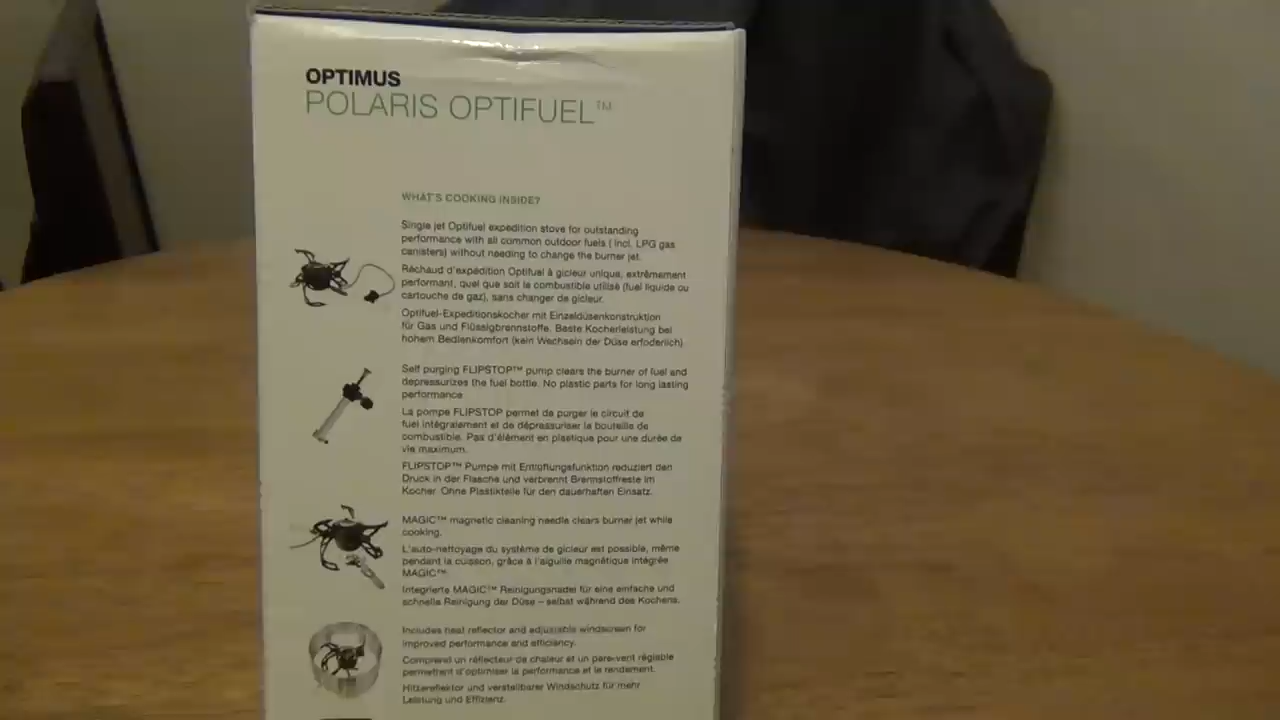 OPTIMUS
POLARIS OPTIFUEL™
WHAT'S COOKING INSIDE?
Single jet Optifuel expedition stove for outstanding
performance with all common outdoor fuels ( incl. LPG gas
canisters) without needing to change the burner jet.
Réchaud d'expédition Optifuel à gicleur unique, extrêmement
performant, quel que soit le combustible utilisé (fuel liquide ou
cartouche de gaz), sans changer de gicleur.
Optifuel-Expeditionskocher mit Einzeldüsenkonstruktion
für Gas und Flüssigbrennstoffe. Beste Kocherleistung bei
hohem Bedienkomfort (kein Wechseln der Düse erfoderlich).
Self purging FLIPSTOP™ pump clears the burner of fuel and
depressurizes the fuel bottle. No plastic parts for long lasting
performance
La pompe FLIPSTOP permet de purger le circuit de
fuel intégralement et de dépressuriser la bouteille de
combustible. Pas d'élément en plastique pour une durée de
vie maximum.
FLIPSTOP™ Pumpe mit Entlüftungsfunktion reduziert den
Druck in der Flasche und verbrennt Brennstoffreste im
Kocher. Ohne Plastikteile für den dauerhaften Einsatz.
MAGIC™ magnetic cleaning needle clears burner jet while
cooking.
L'auto-nettoyage du système de gicleur est possible, même
pendant la cuisson, grâce à l'aiguille magnétique intégrée
MAGIC™.
Integrierte MAGIC™ Reinigungsnadel für eine einfache und
schnelle Reinigung der Düse – selbst während des Kochens.
Includes heat reflector and adjustable windscreen for
improved performance and efficiency.
Comprend un réflecteur de chaleur et un pare-vent réglable
permettant d'optimiser la performance et le rendement.
Hitzereflektor und verstellbarer Windschutz für mehr
Leistung und Effizienz.